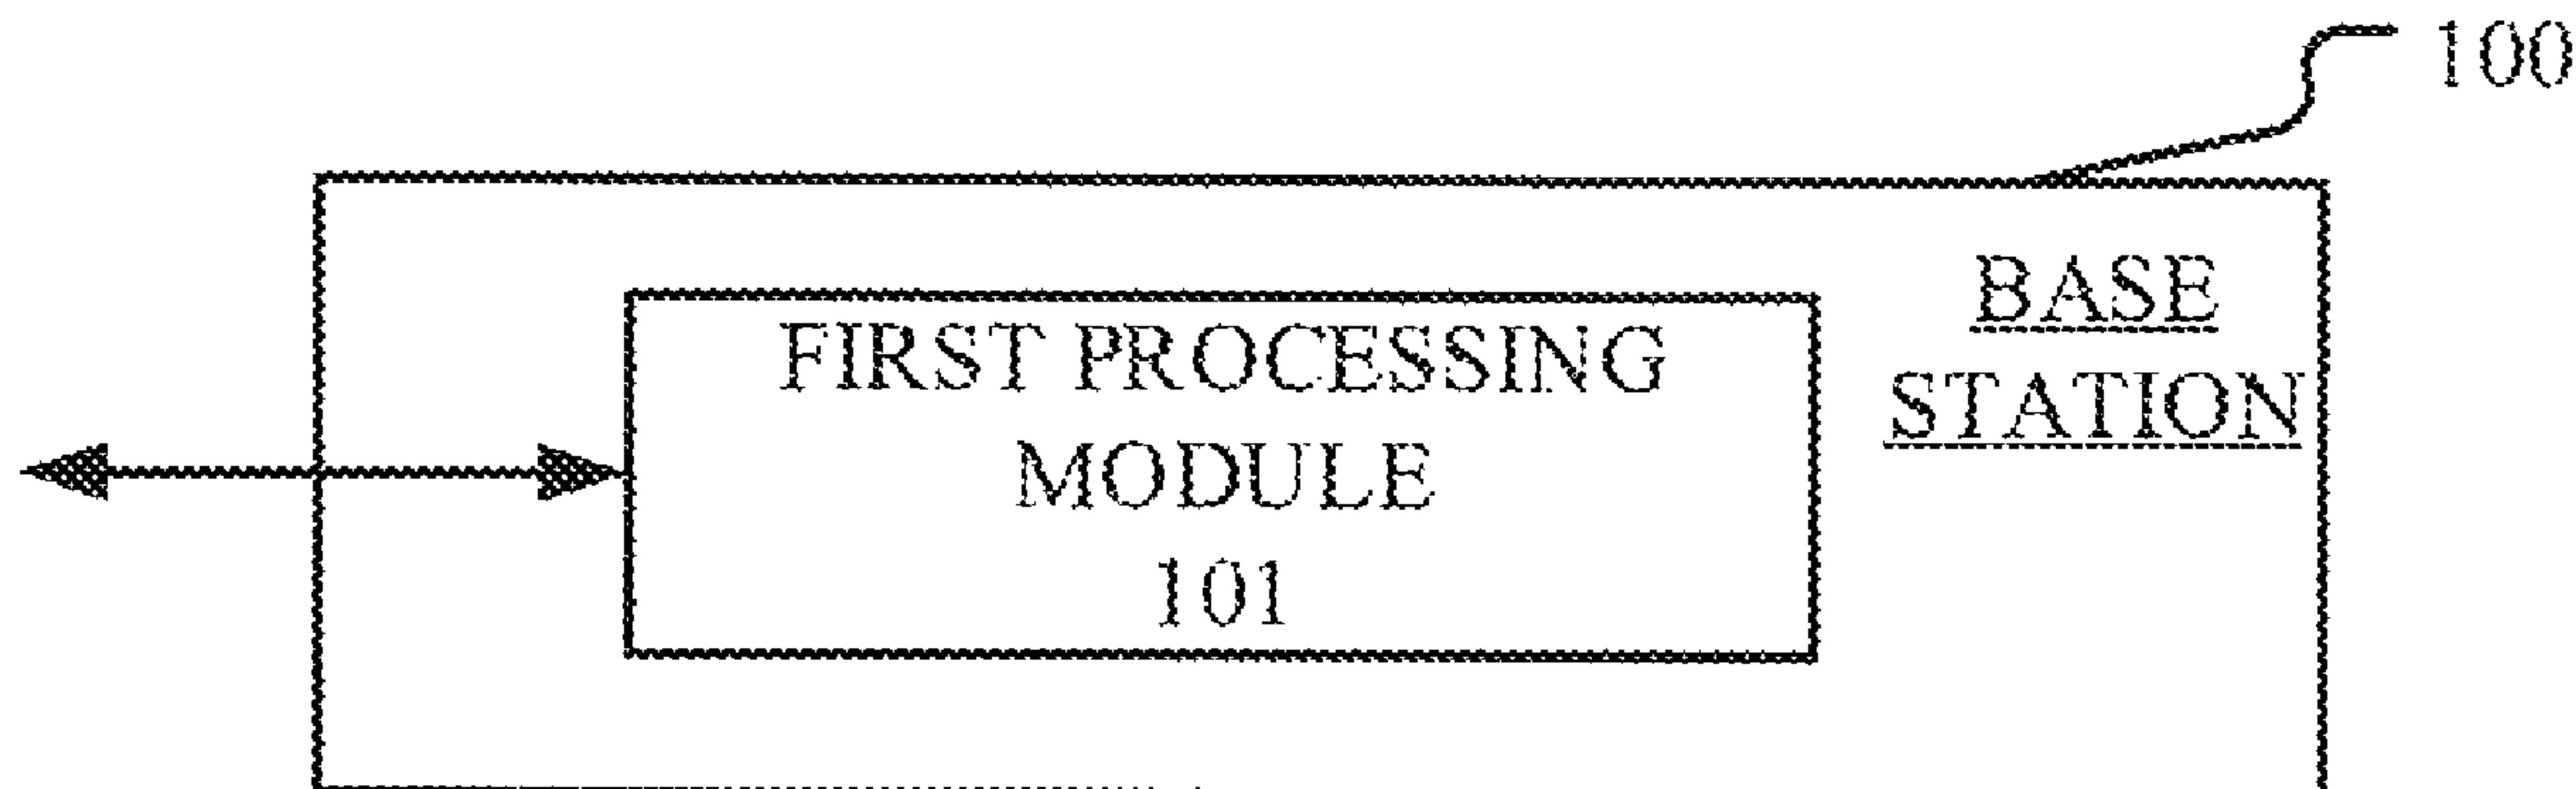 100
BASE
STATION
FIRST PROCESSING
MODULE
101